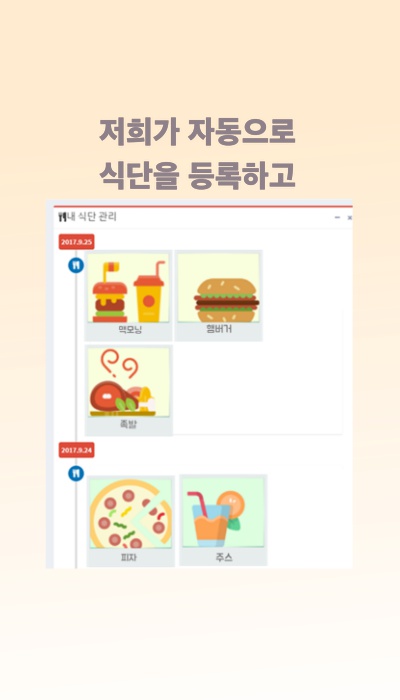 저희가 자동으로
식단을 등록하고
내 식단 관리
2017.9.25
맥모닝
햄버거
족발
2017.9.24
피자
주스